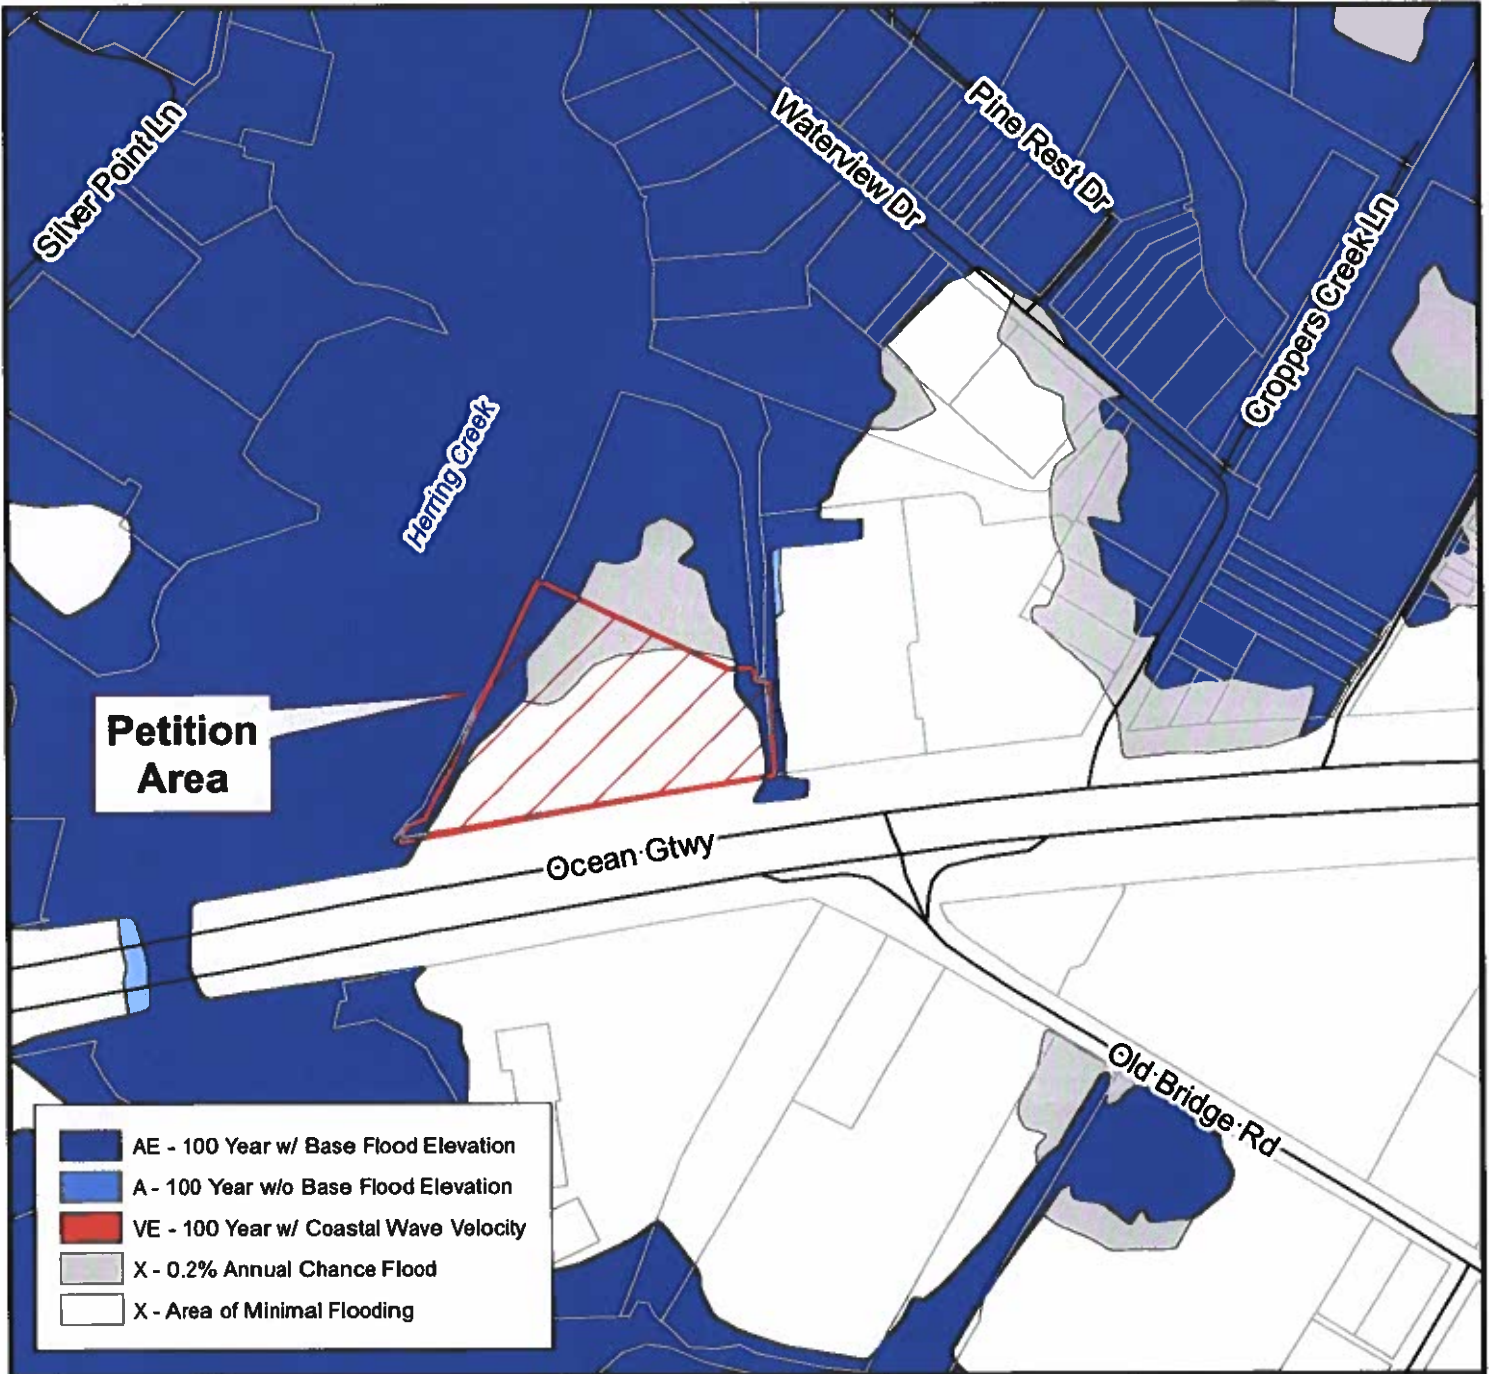 Silver Point Ln
Waterview Dr
Pine Rest Dr
Croppers Creek Ln
Herring Creek
Petition
Area
Ocean Gtwy
Old Bridge Rd
AE - 100 Year w/ Base Flood Elevation
A - 100 Year w/o Base Flood Elevation
VE - 100 Year w/ Coastal Wave Velocity
X - 0.2% Annual Chance Flood
X - Area of Minimal Flooding